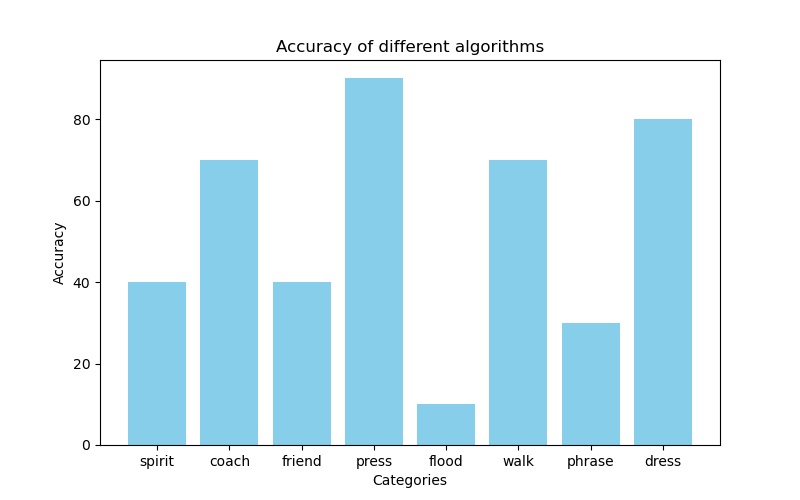 Accuracy of different algorithms
Accuracy
80
60
40
20
0
spirit coach friend press flood walk phrase dress
Categories